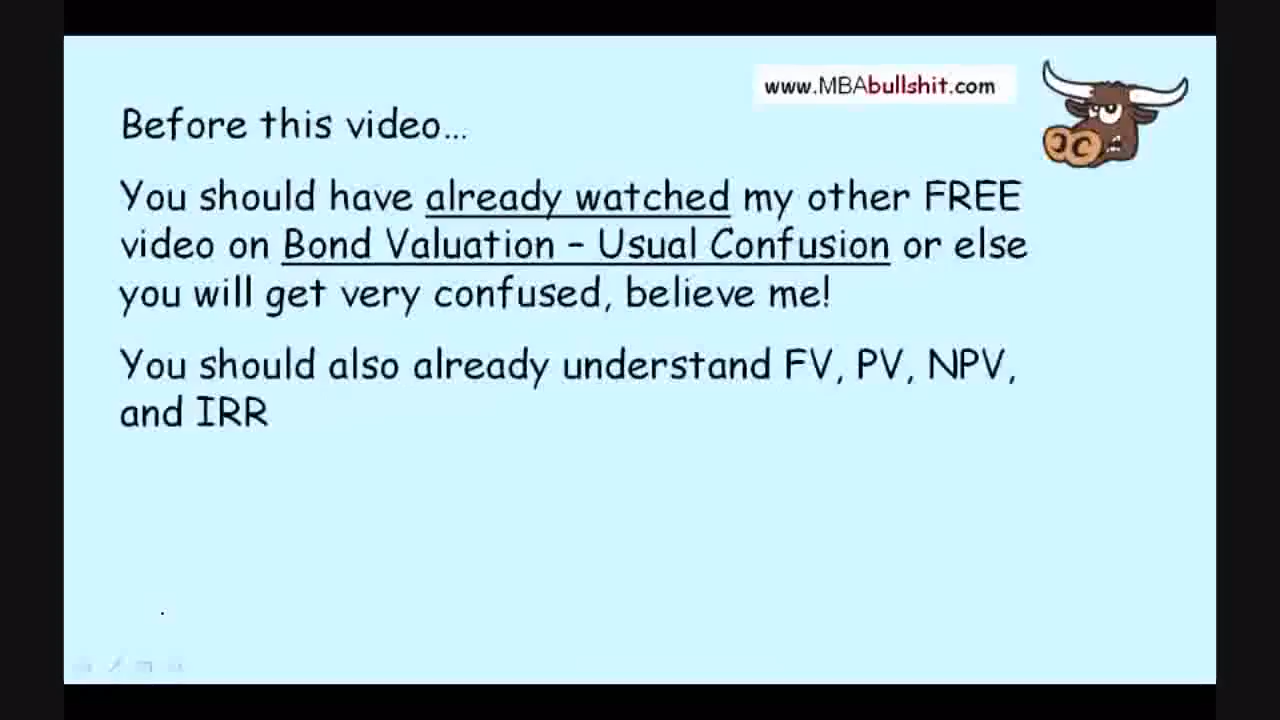 www.MBAbullshit.com
Before this video...
You should have already watched my other FREE
video on Bond Valuation – Usual Confusion or else
you will get very confused, believe me!
You should also already understand FV, PV, NPV,
and IRR